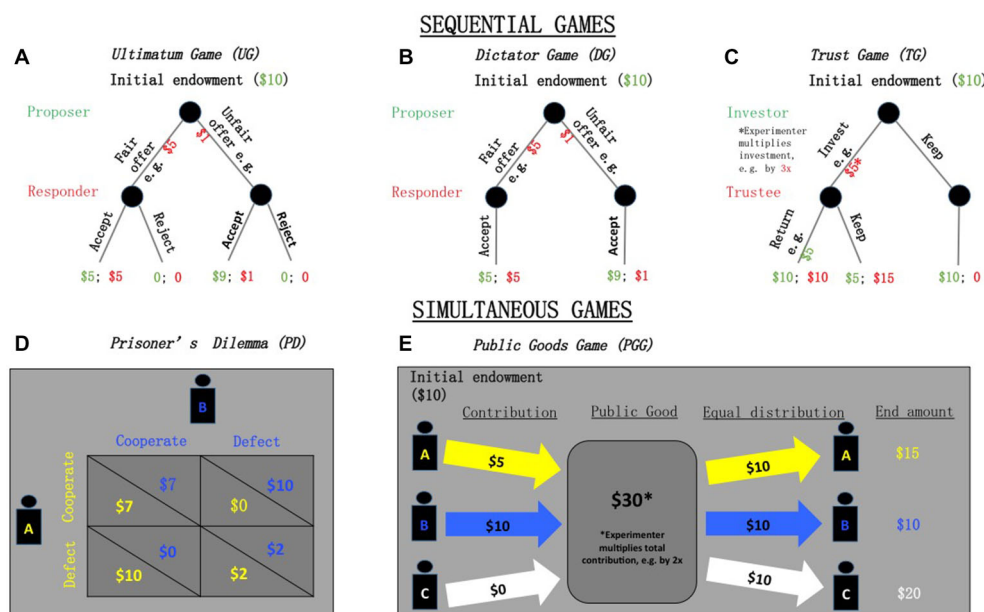 SEQUENTIAL GAMES
A
Ultimatum Game (UG)
Initial endowment ($10)
Proposer
Fair
offer
e.g. $5
Unfair
offer e.g.
$1
Responder
Accept
Reject
Accept
Reject
$5; $5
0; 0
$9; $1
0; 0
B
Dictator Game (DG)
Initial endowment ($10)
Proposer
Fair
offer
e.g. $5
Unfair
offer e.g.
$1
Responder
Accept
Accept
$5; $5
$9; $1
C
Trust Game (TG)
Initial endowment ($10)
Investor
*Experimenter
multiplies
investment,
e.g. by 3x
Invest
e.g.
$5*
Keep
Trustee
Return
e.g.
$5
Keep
$10; $10
$5; $15
$10; 0
SIMULTANEOUS GAMES
D
Prisoner's Dilemma (PD)
B
Cooperate
Defect
A
Cooperate
Defect
$7
$7
$10
$0
$0
$10
$2
$2
E
Public Goods Game (PGG)
Initial endowment
($10)
Contribution
Public Good
Equal distribution
End amount
A
$5
$10
A
$15
B
$10
$30*
$10
B
$10
*Experimenter
multiplies total
contribution, e.g. by 2x
C
$0
$10
C
$20